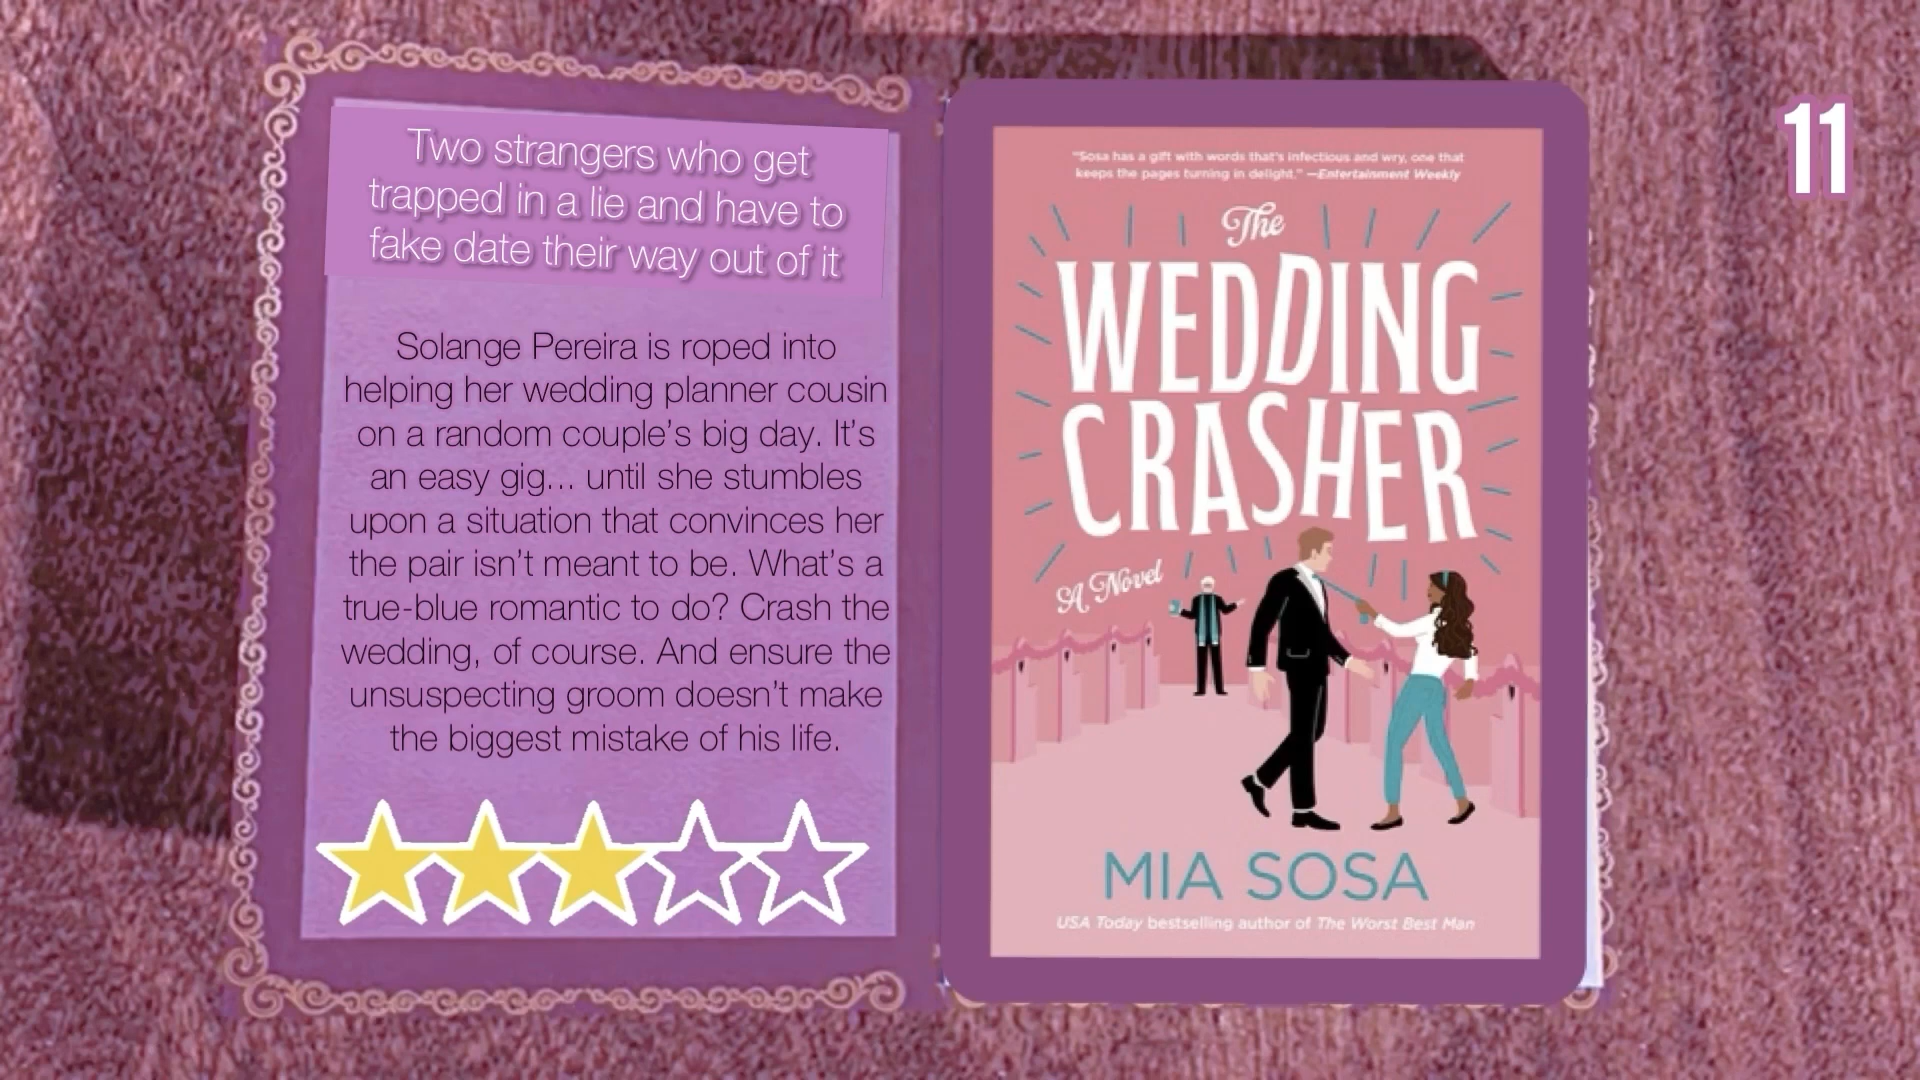 Two strangers who get
trapped in a lie and have to
fake date their way out of it
Solange Pereira is roped into
helping her wedding planner cousin
on a random couple's big day. It's
an easy gig... until she stumbles
upon a situation that convinces her
the pair isn't meant to be. What's a
true-blue romantic to do? Crash the
wedding, of course. And ensure the
unsuspecting groom doesn't make
the biggest mistake of his life.
"Sosa has a gift with words that's infectious and wry, one that
keeps the pages turning in delight." —Entertainment Weekly
The
WEDDING
CRASHER
A Novel
MIA SOSA
USA Today bestselling author of The Worst Best Man
11